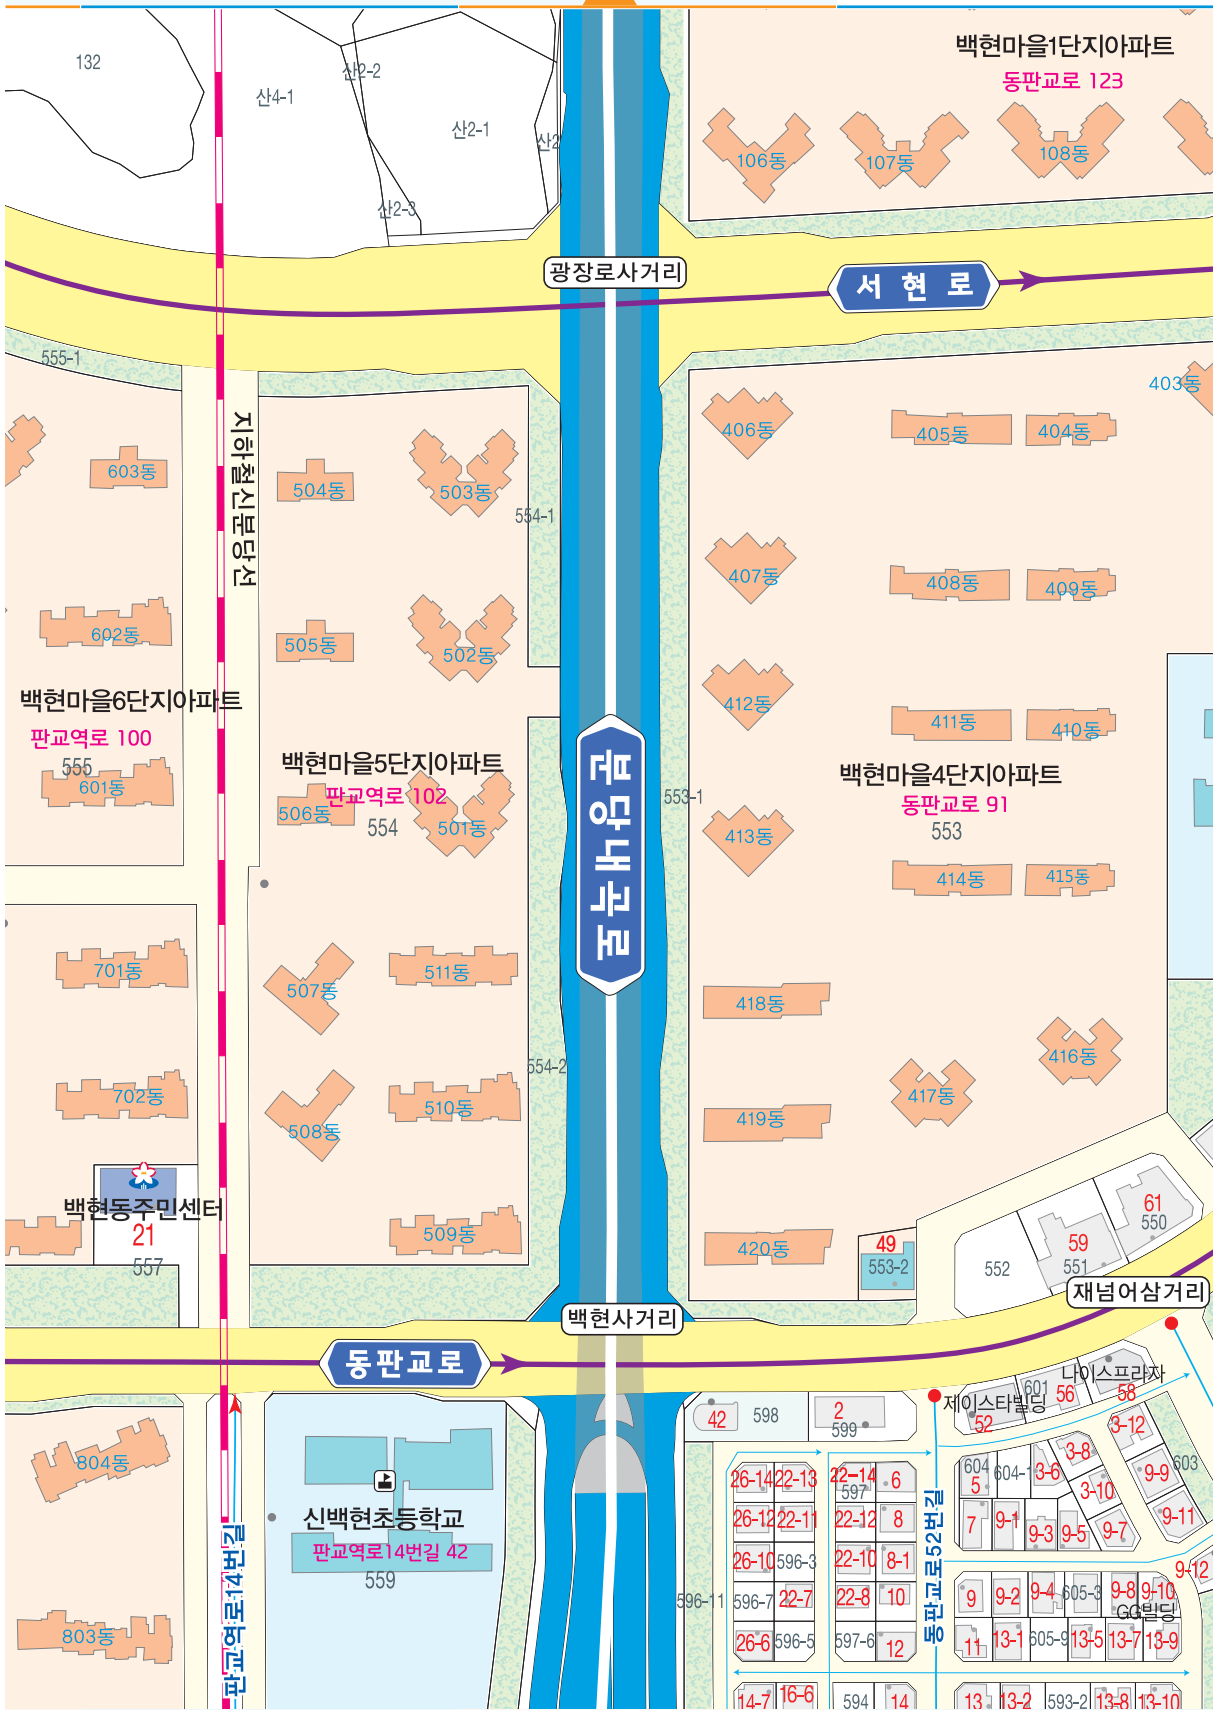 백현마을1단지아파트
동판교로 123
132
산2-2
산4-1
산2-1
산2
106동
107동
108동
산2-3
광장로사거리
서현로
555-1
403동
지하철신분당선
406동
405동
404동
603동
504동
503동
554-1
407동
408동
409동
602동
505동
502동
백현마을6단지아파트
판교역로 100
555
601동
412동
411동
410동
분당내곡로
백현마을5단지아파트
판교역로 102
506동
554
501동
553-1
백현마을4단지아파트
동판교로 91
553
413동
414동
415동
701동
507동
511동
418동
416동
554-2
702동
508동
510동
419동
417동
백현동주민센터
21
557
509동
420동
49
553-2
552
59
551
61
550
재넘어삼거리
백현사거리
동판교로
나이스프라자
58
601
56
제이스타빌딩
52
42
598
2
599
3-12
804동
신백현초등학교
판교역로14번길 42
559
판교역로14번길
803동
26-14
22-13
22-14
597
6
604
5
604-1
3-6
3-8
3-10
9-9
603
26-12
22-11
22-12
8
동판교로52번길
7
9-1
9-3
9-5
9-7
9-11
26-10
596-3
22-10
8-1
9-12
596-11
596-7
22-7
22-8
10
9
9-2
9-4
605-3
9-8
9-10
GG빌딩
26-6
596-5
597-6
12
11
13-1
605-9
13-5
13-7
13-9
14-7
16-6
594
14
13
13-2
593-2
13-8
13-10